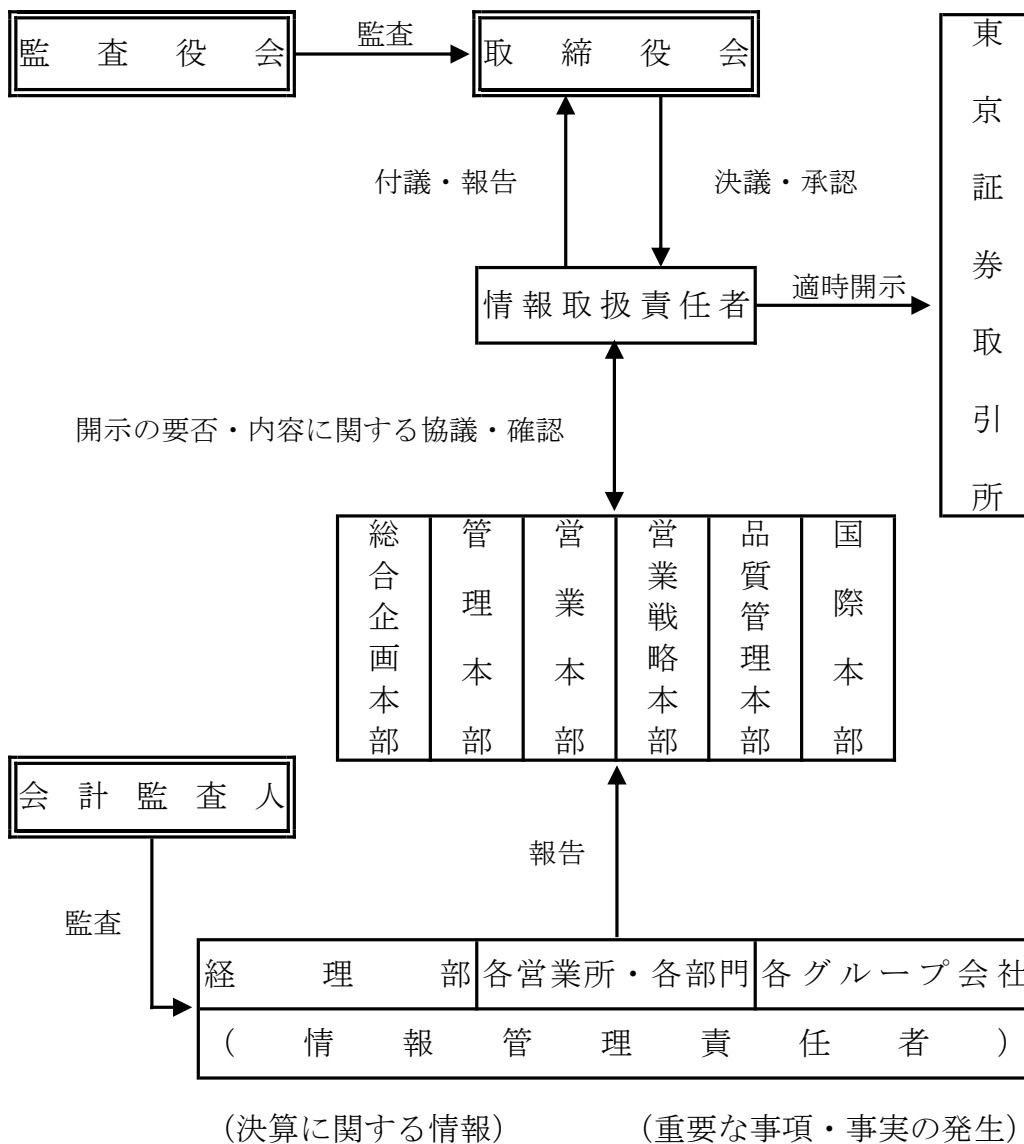 監査役会
監査
取締役会
東京証券取引所
付議・報告
決議・承認
情報取扱責任者
適時開示
開示の要否・内容に関する協議・確認
総合企画本部
管理本部
営業本部
営業戦略本部
品質管理本部
国際本部
会計監査人
報告
監査
経理部
各営業所・各部門
各グループ会社
(情報管理責任者)
(決算に関する情報)
(重要な事項・事実の発生)